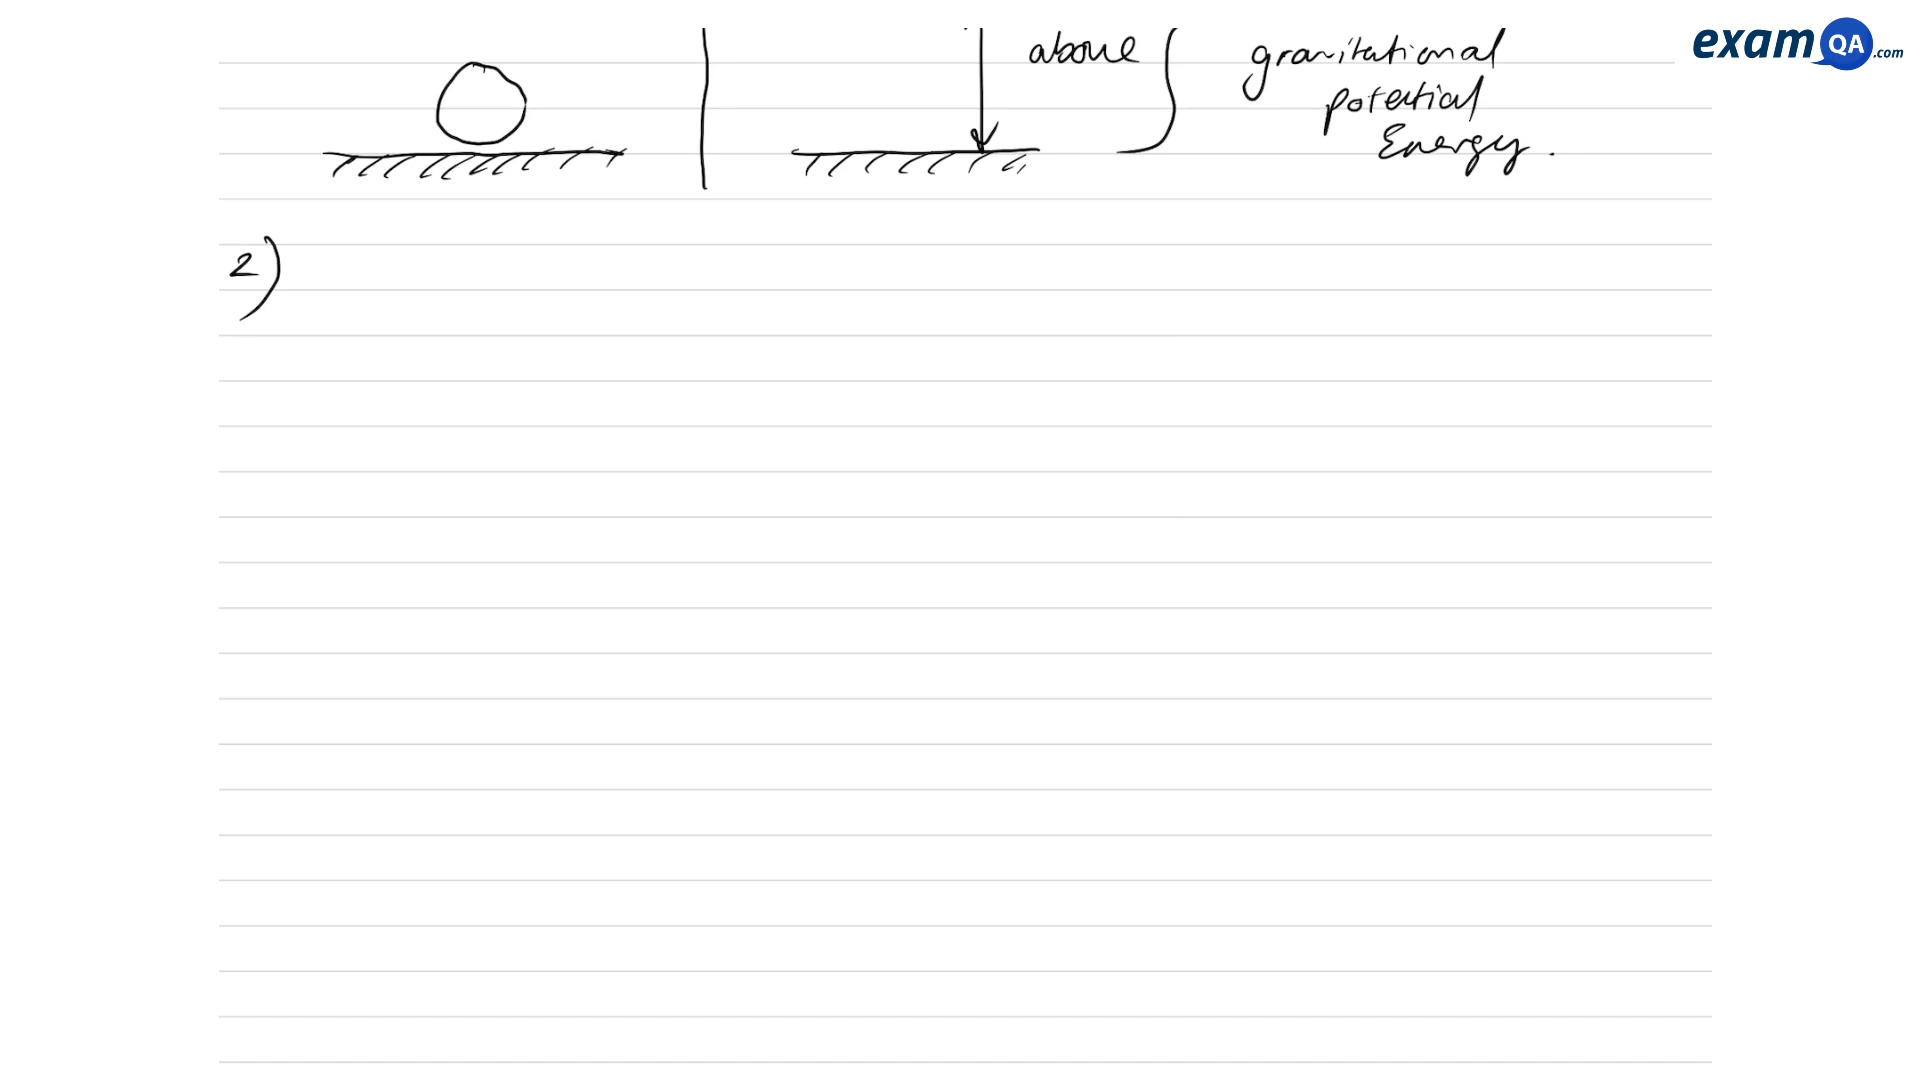 examQA.com
above
gravitational
potential
Energy.
2)